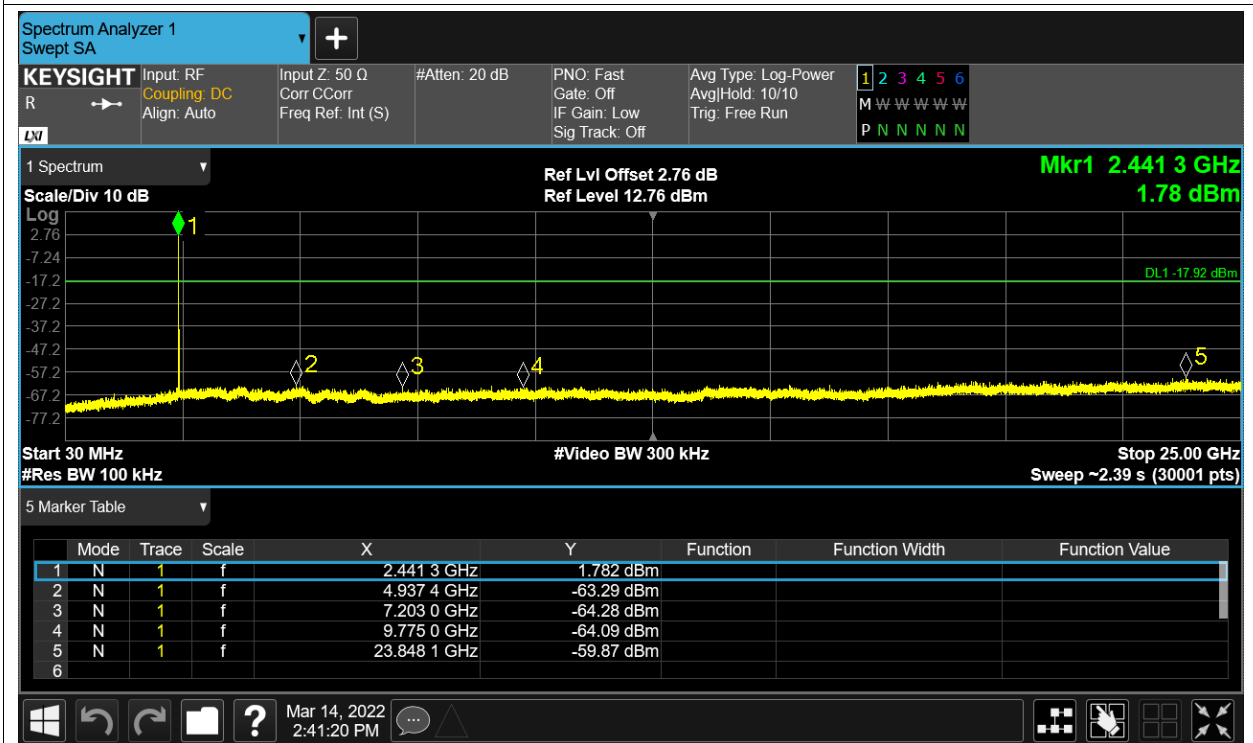 Spectrum Analyzer 1
Swept SA
+
KEYSIGHT Input: RF Input Z: 50 Ω #Atten: 20 dB PNO: Fast Avg Type: Log-Power 1 2 3 4 5 6
R Coupling: DC Corr CCorr Gate: Off Avg|Hold: 10/10 M W W W W W
Align: Auto Freq Ref: Int (S) IF Gain: Low Trig: Free Run
LXI Sig Track: Off P N N N N N
1 Spectrum Ref Lvl Offset 2.76 dB Mkr1 2.441 3 GHz
Scale/Div 10 dB Ref Level 12.76 dBm 1.78 dBm
Log
1
2.76
-7.24
-17.2 DL1 -17.92 dBm
-27.2
-37.2
-47.2
2 3 4 5
-57.2
-67.2
-77.2
Start 30 MHz #Video BW 300 kHz Stop 25.00 GHz
#Res BW 100 kHz Sweep ~2.39 s (30001 pts)
5 Marker Table
Mode Trace Scale X Y Function Function Width Function Value
1 N 1 f 2.441 3 GHz 1.782 dBm
2 N 1 f 4.937 4 GHz -63.29 dBm
3 N 1 f 7.203 0 GHz -64.28 dBm
4 N 1 f 9.775 0 GHz -64.09 dBm
5 N 1 f 23.848 1 GHz -59.87 dBm
6
? Mar 14, 2022
2:41:20 PM